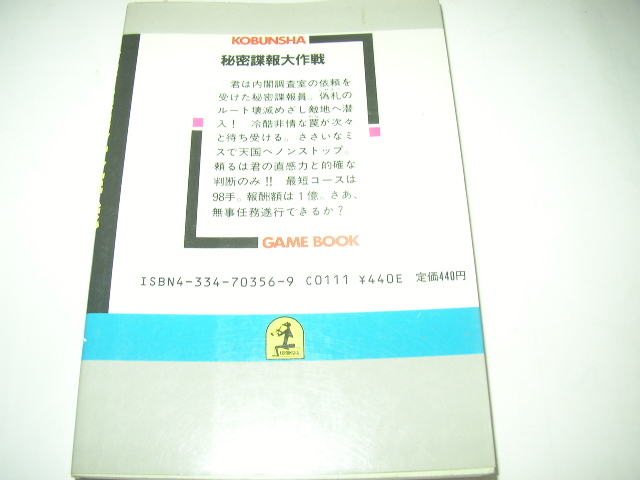 KOBUNSHA
秘密諜報大作戦
君は内閣調査室の依頼を
受けた秘密諜報員。偽札の
ルート壊滅めざし敵地へ潜
入！　冷酷非情な罠が次々
と待ち受ける。ささいなミ
スで天国へノンストップ。
頼るは君の直感力と的確な
判断のみ!!　最短コースは
98手。報酬額は１億。さあ、
無事任務遂行できるか？
GAME BOOK
ISBN4-334-70356-9 C0111 ¥440E 定価440円
KOBUNSHA